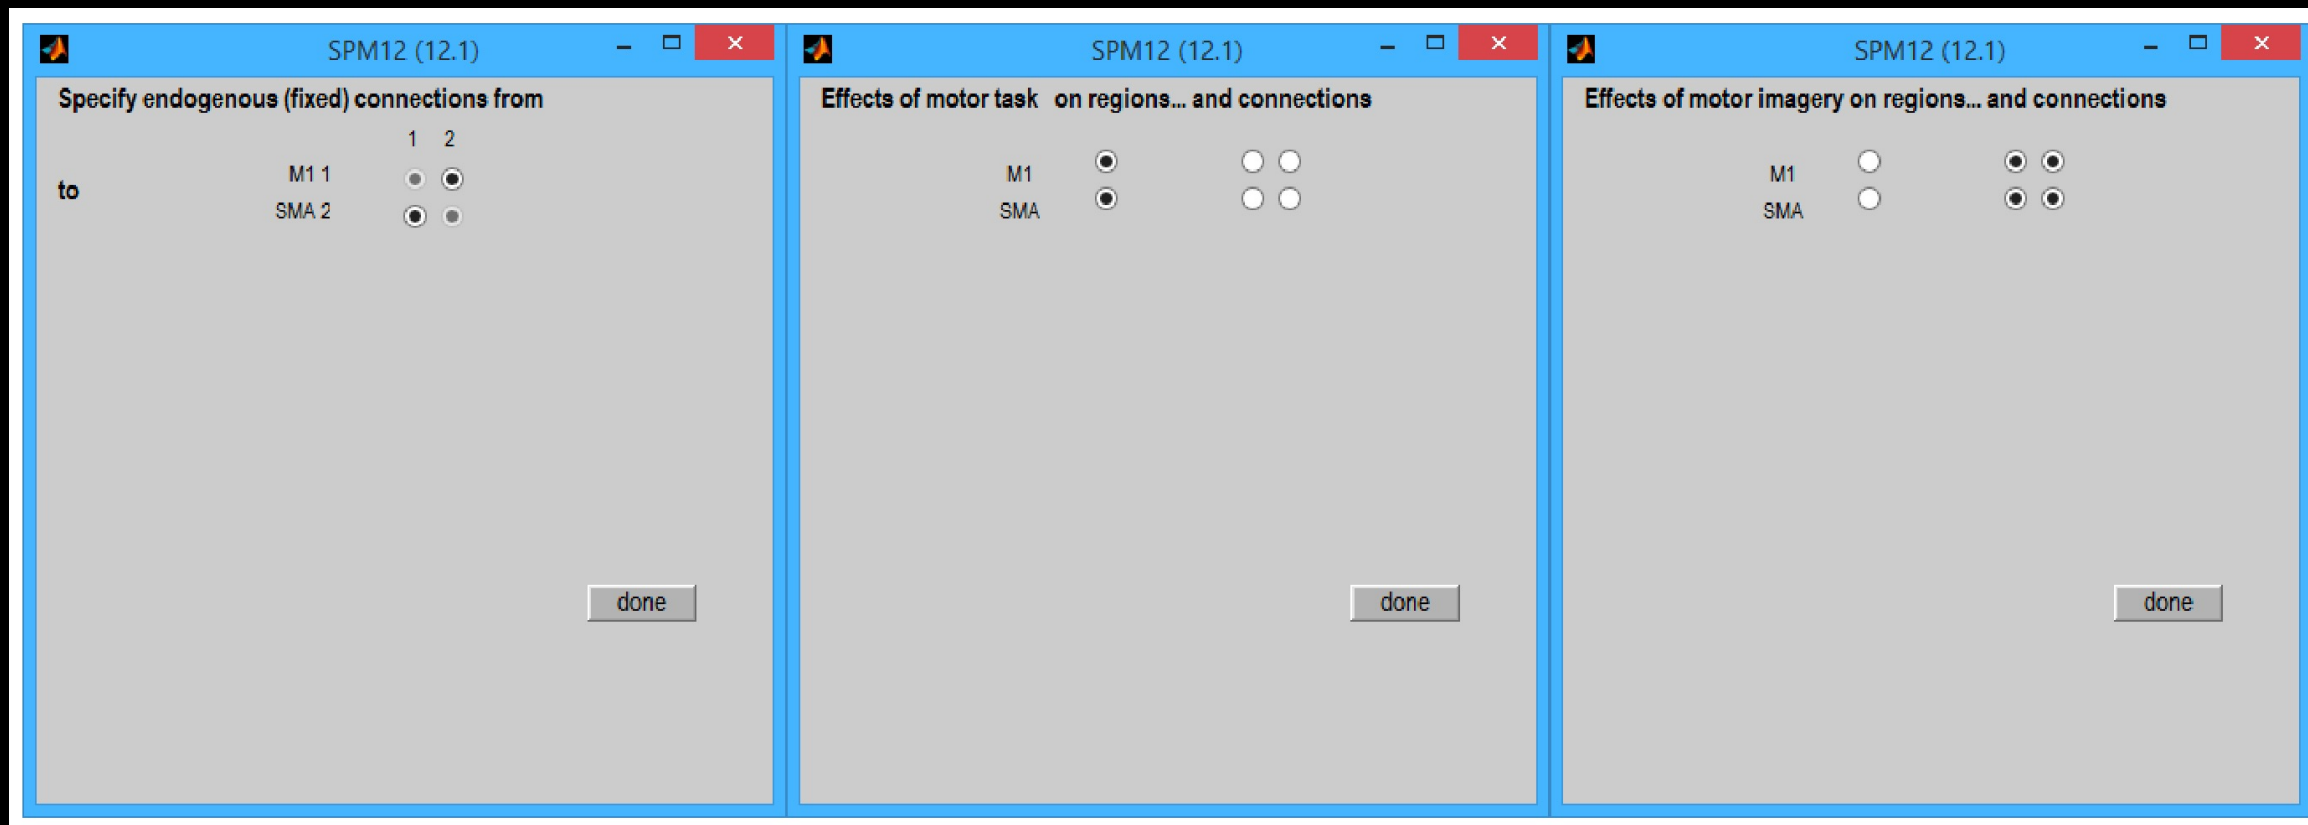 SPM12 (12.1)
Specify endogenous (fixed) connections from
1 2
M1 1
to
SMA 2
done
SPM12 (12.1)
Effects of motor task on regions... and connections
M1
SMA
done
SPM12 (12.1)
Effects of motor imagery on regions... and connections
M1
SMA
done